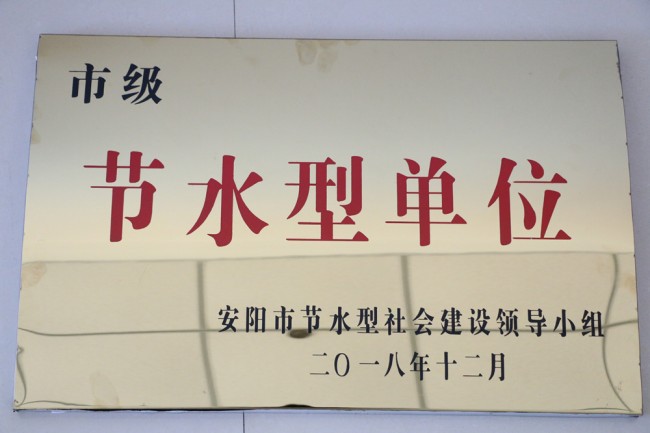 市级
节水型单位
安阳市节水型社会建设领导小组
二〇一八年十二月